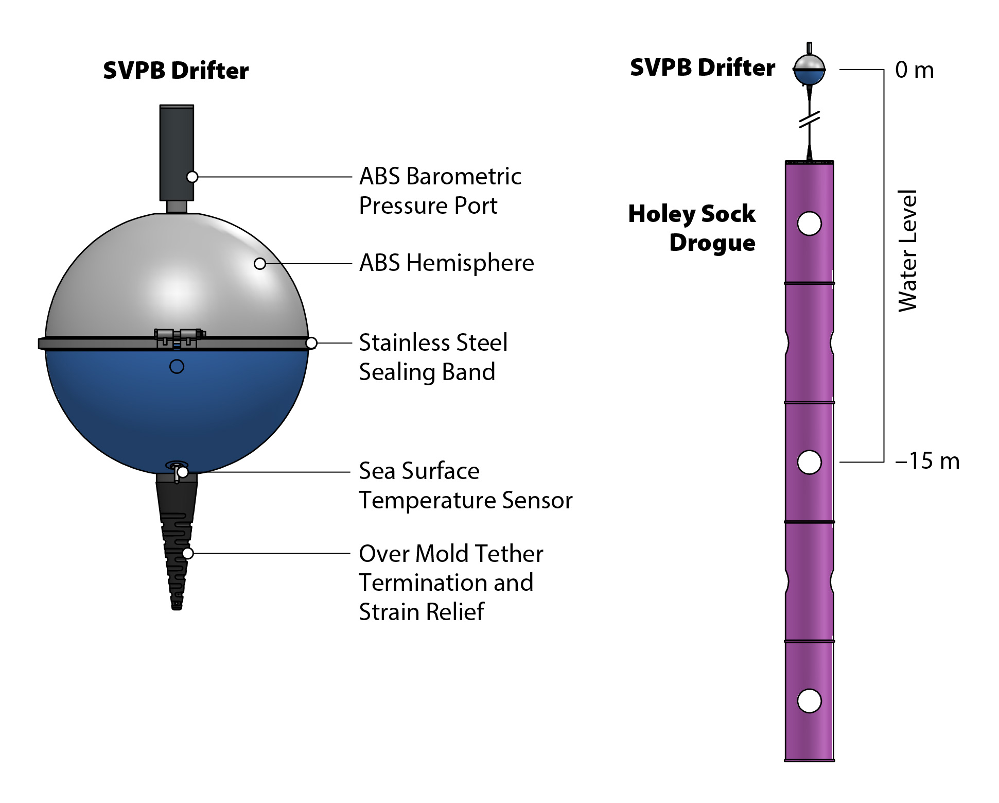 SVPB Drifter
ABS Barometric
Pressure Port
ABS Hemisphere
Stainless Steel
Sealing Band
Sea Surface
Temperature Sensor
Over Mold Tether
Termination and
Strain Relief
SVPB Drifter
0 m
Holey Sock
Drogue
Water Level
–15 m